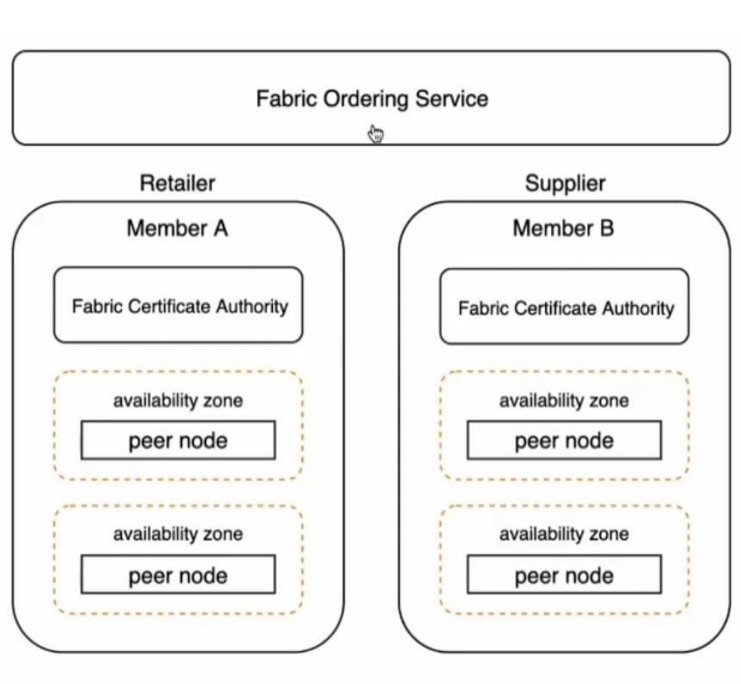 Fabric Ordering Service
Retailer
Member A
Fabric Certificate Authority
availability zone
peer node
availability zone
peer node
Supplier
Member B
Fabric Certificate Authority
availability zone
peer node
availability zone
peer node